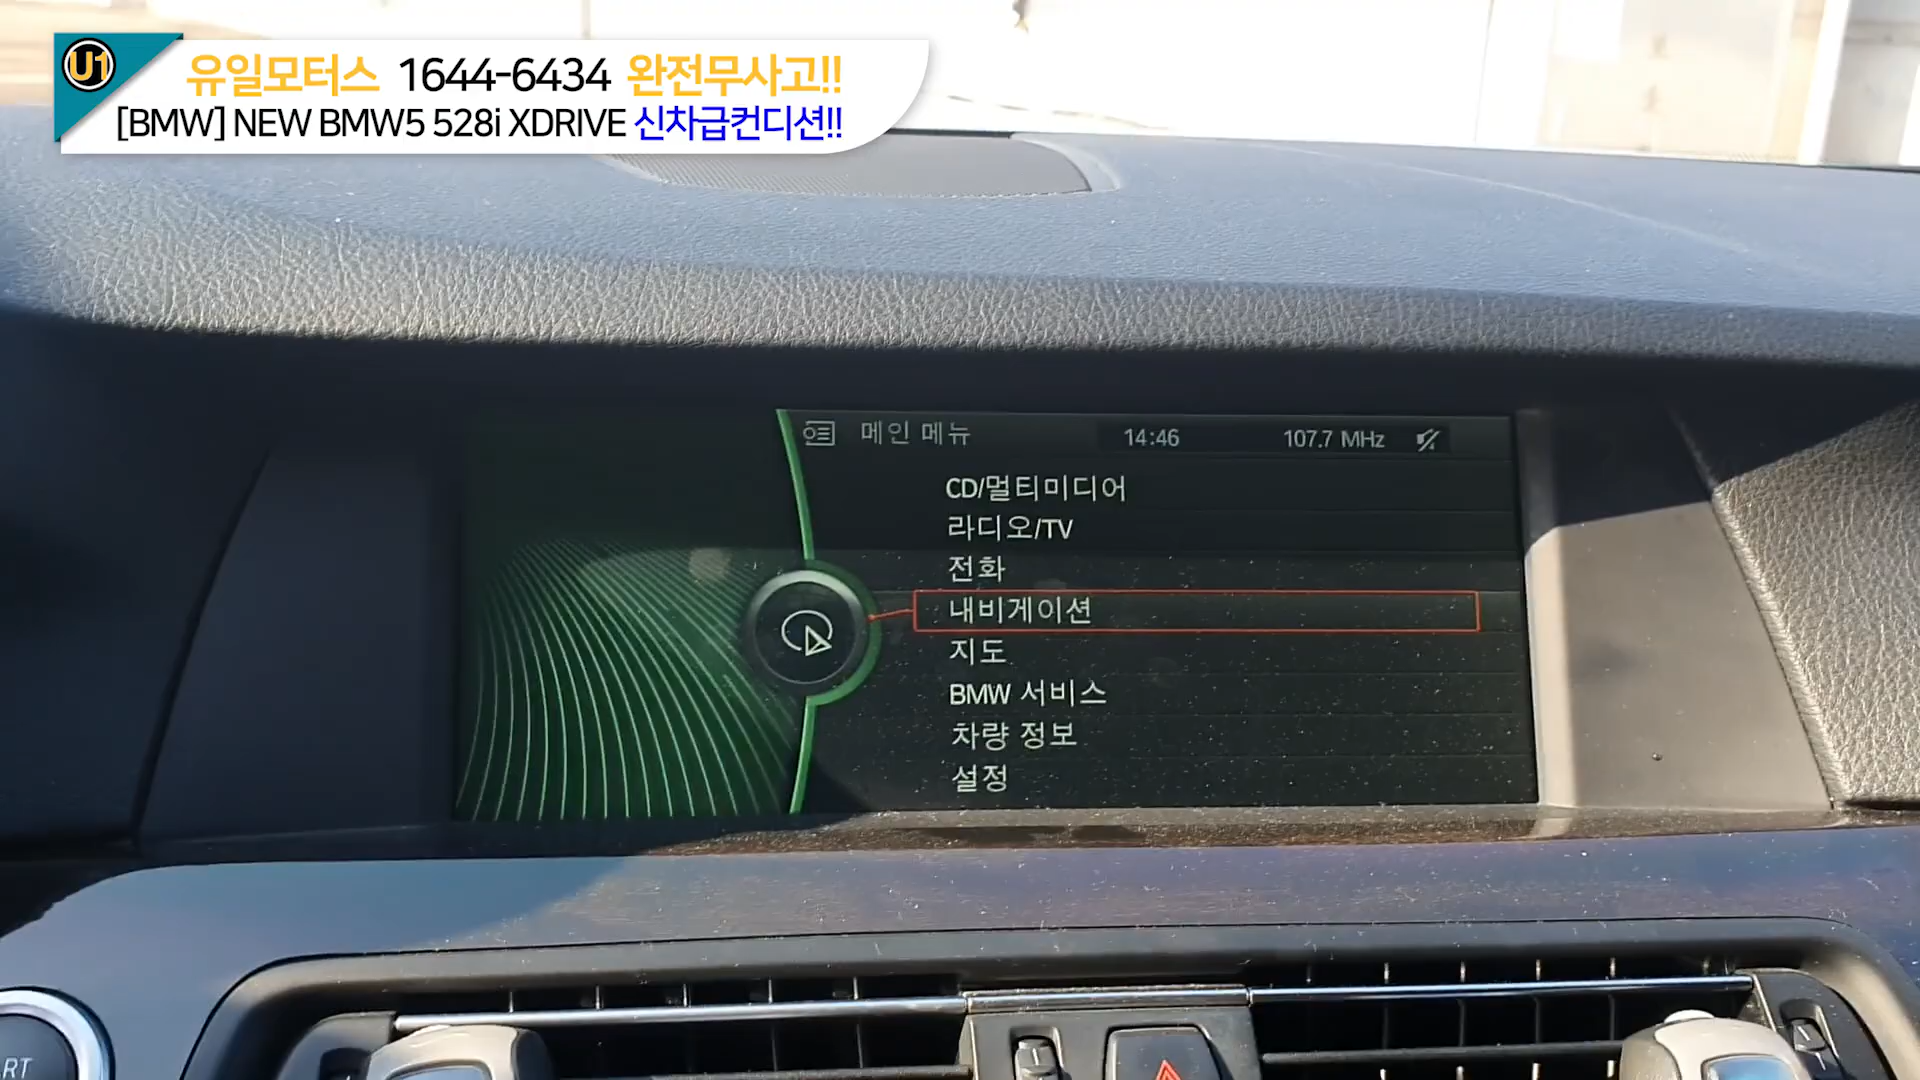 U1
유일모터스 1644-6434 완전무사고!!
[BMW] NEW BMW5 528i XDRIVE 신차급컨디션!!
메인 메뉴 14:46 107.7 MHz
CD/멀티미디어
라디오/TV
전화
내비게이션
지도
BMW 서비스
차량 정보
설정
RT